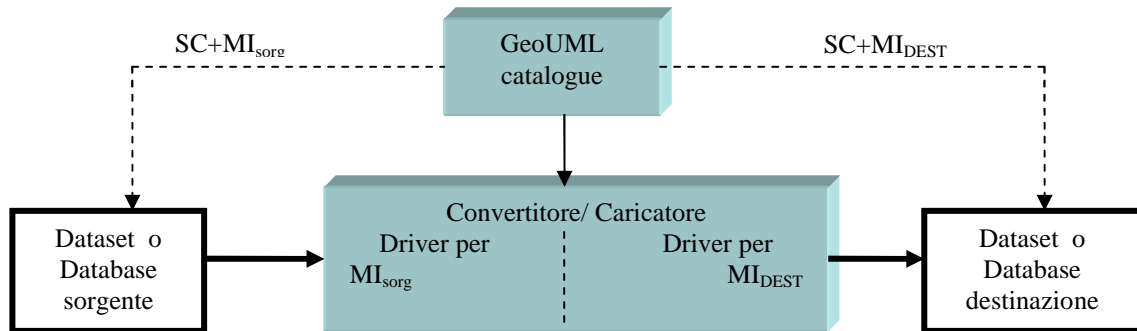 GeoUML
catalogue
SC+MIsorg
SC+MIDEST
Convertitore/ Caricatore
Driver per
MIsorg
Driver per
MIDEST
Dataset o
Database
sorgente
Dataset o
Database
destinazione